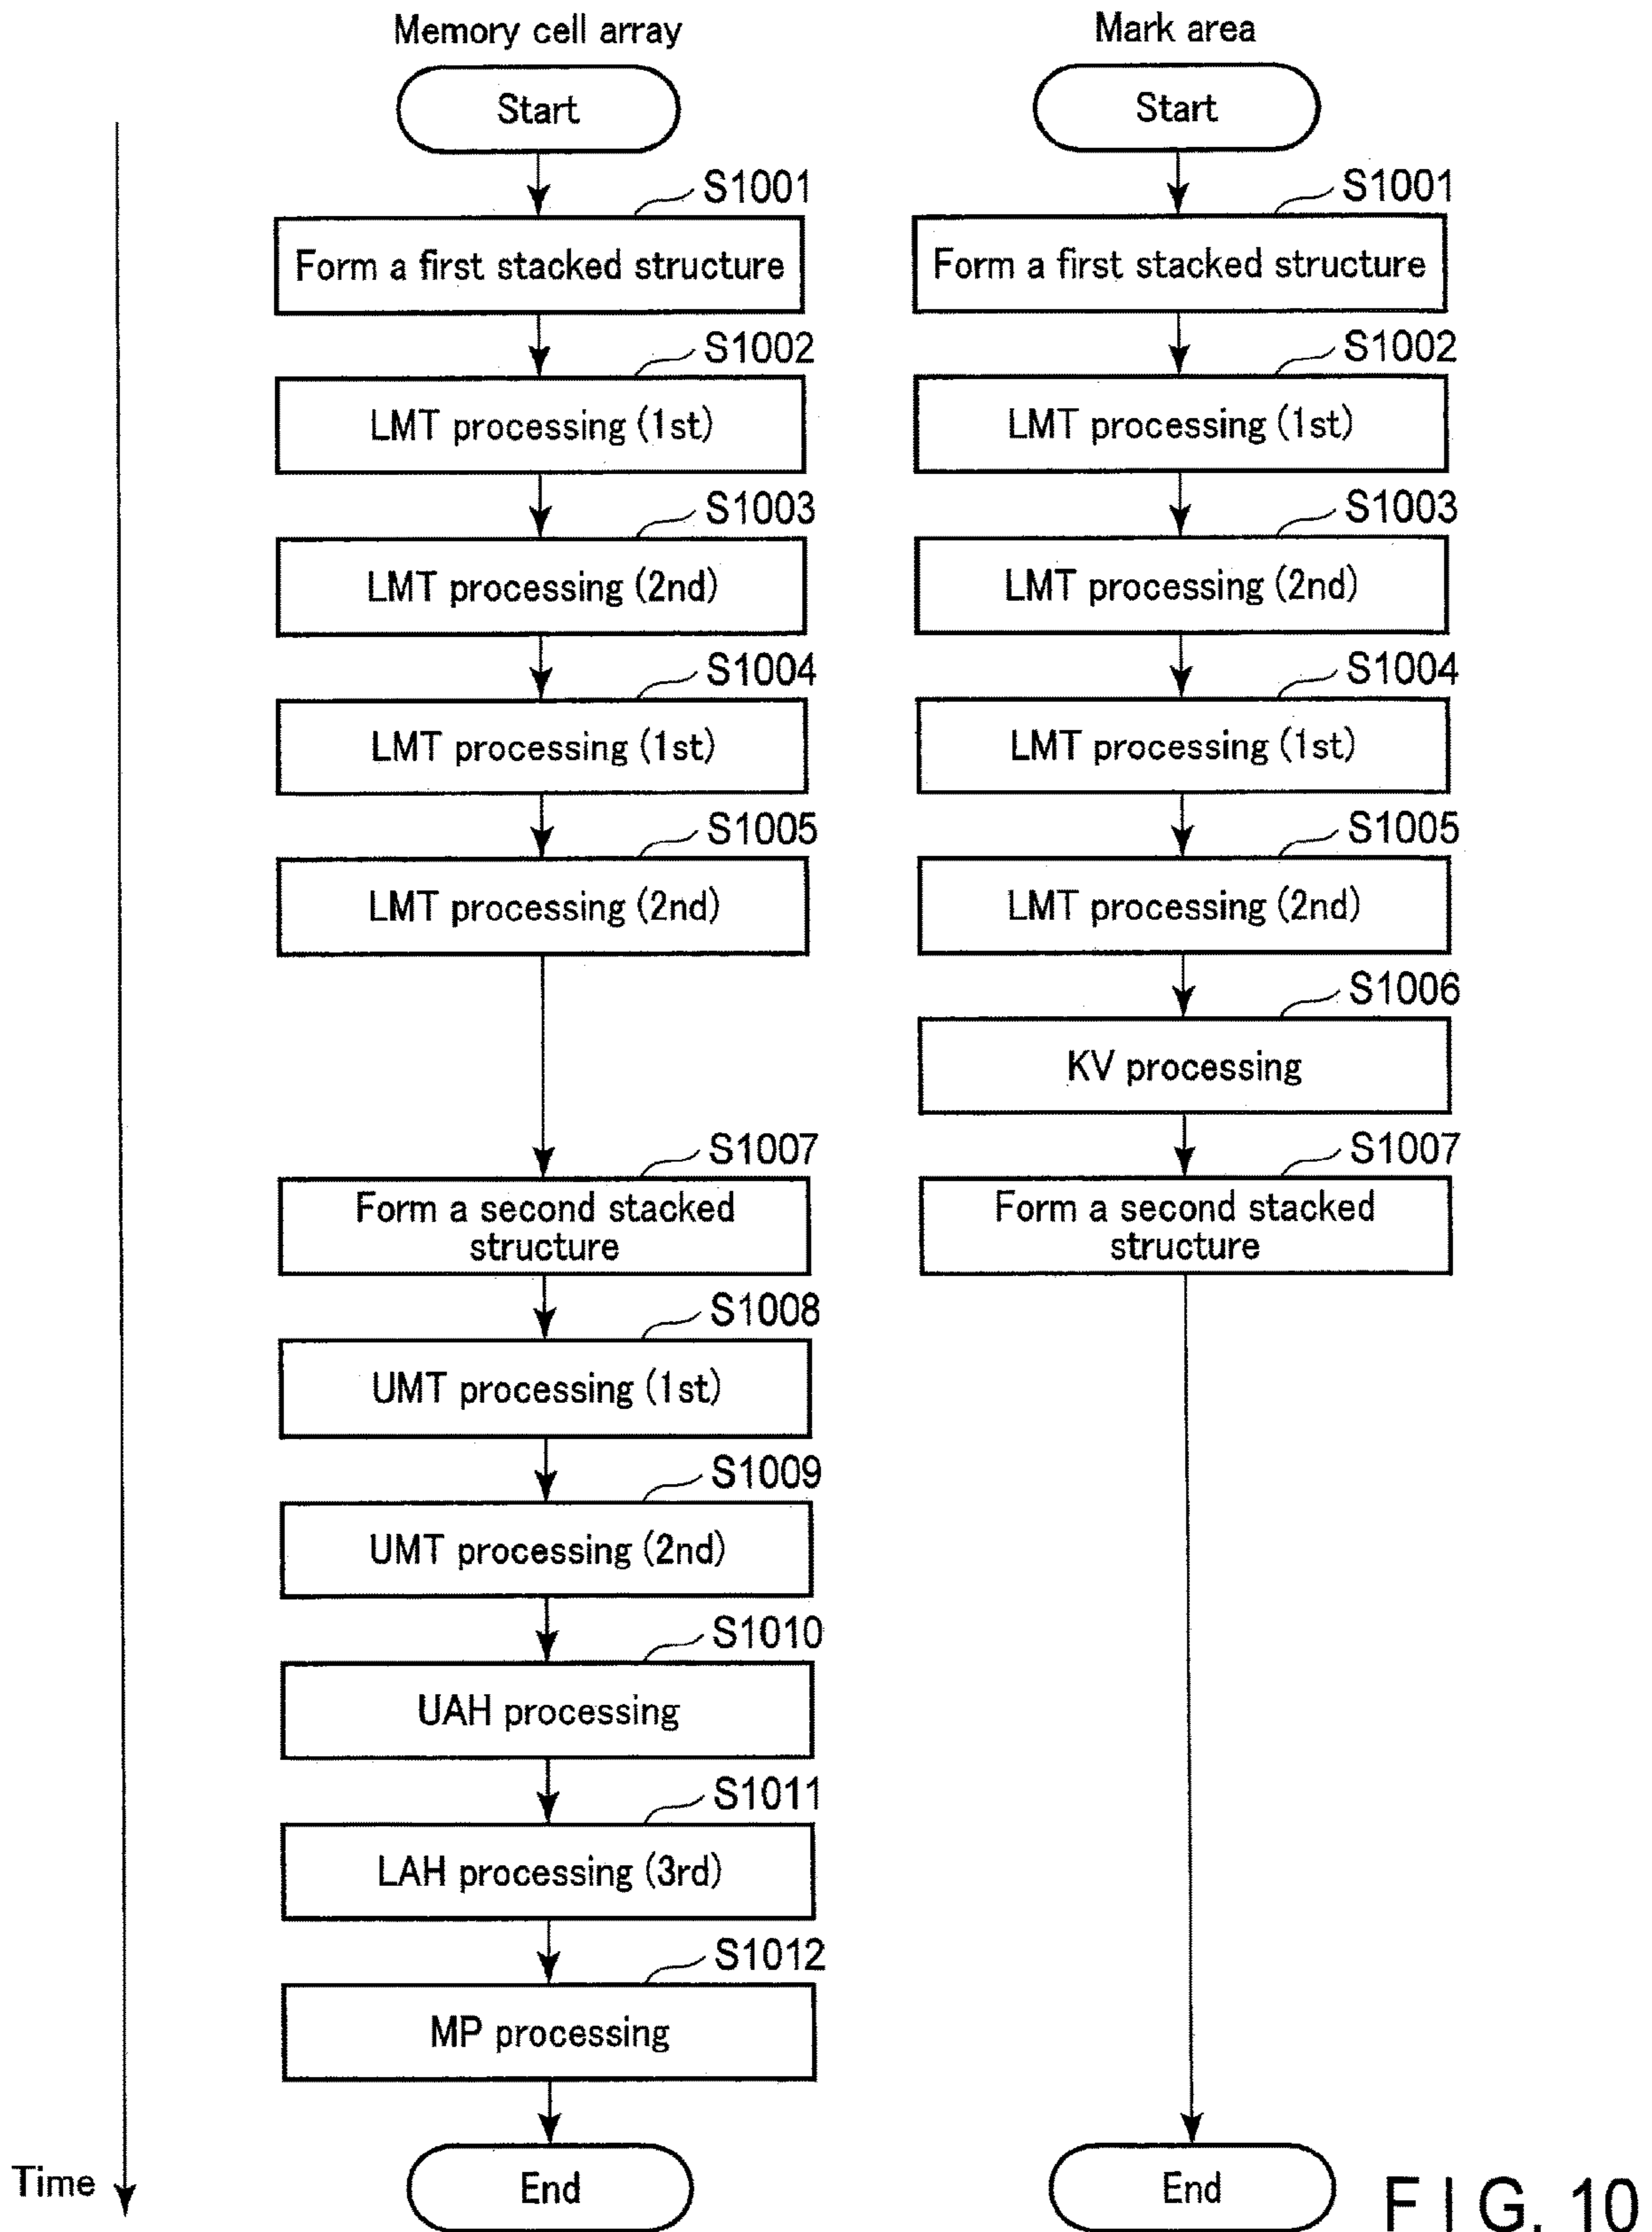 Memory cell array
Start
S1001
Form a first stacked structure
S1002
LMT processing (1st)
S1003
LMT processing (2nd)
S1004
LMT processing (1st)
S1005
LMT processing (2nd)
S1007
Form a second stacked
structure
S1008
UMT processing (1st)
S1009
UMT processing (2nd)
S1010
UAH processing
S1011
LAH processing (3rd)
S1012
MP processing
End
Mark area
Start
S1001
Form a first stacked structure
S1002
LMT processing (1st)
S1003
LMT processing (2nd)
S1004
LMT processing (1st)
S1005
LMT processing (2nd)
S1006
KV processing
S1007
Form a second stacked
structure
End
Time
FIG. 10